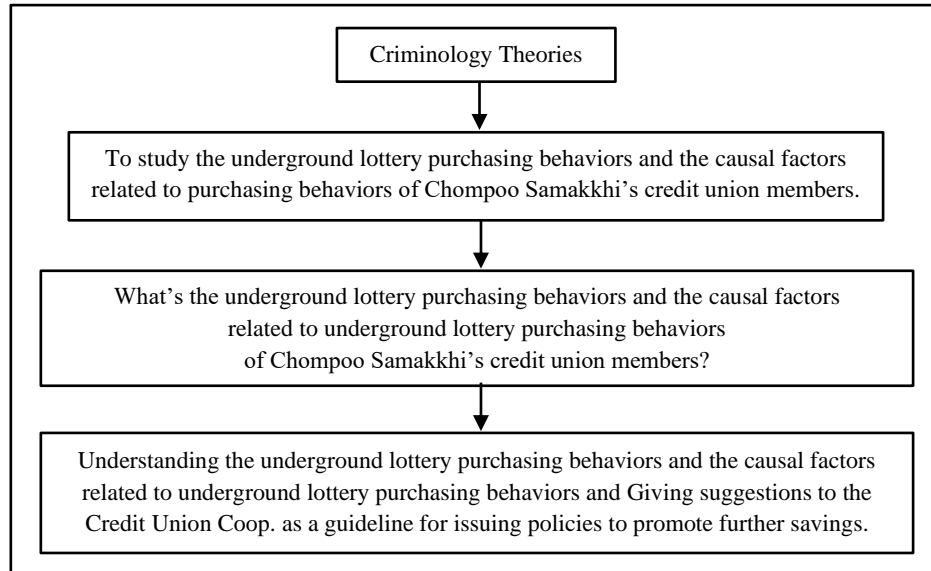 Criminology Theories
To study the underground lottery purchasing behaviors and the causal factors
related to purchasing behaviors of Chompoo Samakkhi’s credit union members.
What’s the underground lottery purchasing behaviors and the causal factors
related to underground lottery purchasing behaviors
of Chompoo Samakkhi’s credit union members?
Understanding the underground lottery purchasing behaviors and the causal factors
related to underground lottery purchasing behaviors and Giving suggestions to the
Credit Union Coop. as a guideline for issuing policies to promote further savings.